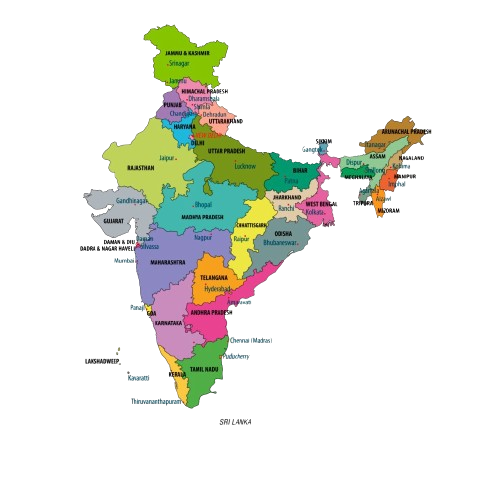 JAMMU & KASHMIR
Srinagar
Jammu
HIMACHAL PRADESH
Dharamshala
Shimla
PUNJAB
Chandigarh
Dehradun
UTTARAKHAND
HARYANA
NEW DELHI
DELHI
UTTAR PRADESH
Lucknow
RAJASTHAN
Jaipur
SIKKIM
Gangtok
ARUNACHAL PRADESH
Itanagar
ASSAM
Dispur
NAGALAND
Kohima
MEGHALAYA
MANIPUR
Imphal
Agartala
Aizawl
TRIPURA
MIZORAM
BIHAR
Patna
JHARKHAND
Ranchi
WEST BENGAL
Kolkata
Gandhinagar
GUJRAT
Bhopal
MADHYA PRADESH
CHHATTISGARH
Raipur
ODISHA
Bhubaneswar
DAMAN & DIU
Daman
DADRA & NAGAR HAVELI
Silvassa
Nagpur
Mumbai
MAHARASHTRA
TELANGANA
Hyderabad
Amaravati
ANDHRA PRADESH
Panaji
GOA
KARNATAKA
Chennai (Madras)
Puducherry
LAKSHADWEEP
Kavaratti
KERALA
TAMIL NADU
Thiruvananthapuram
SRI LANKA